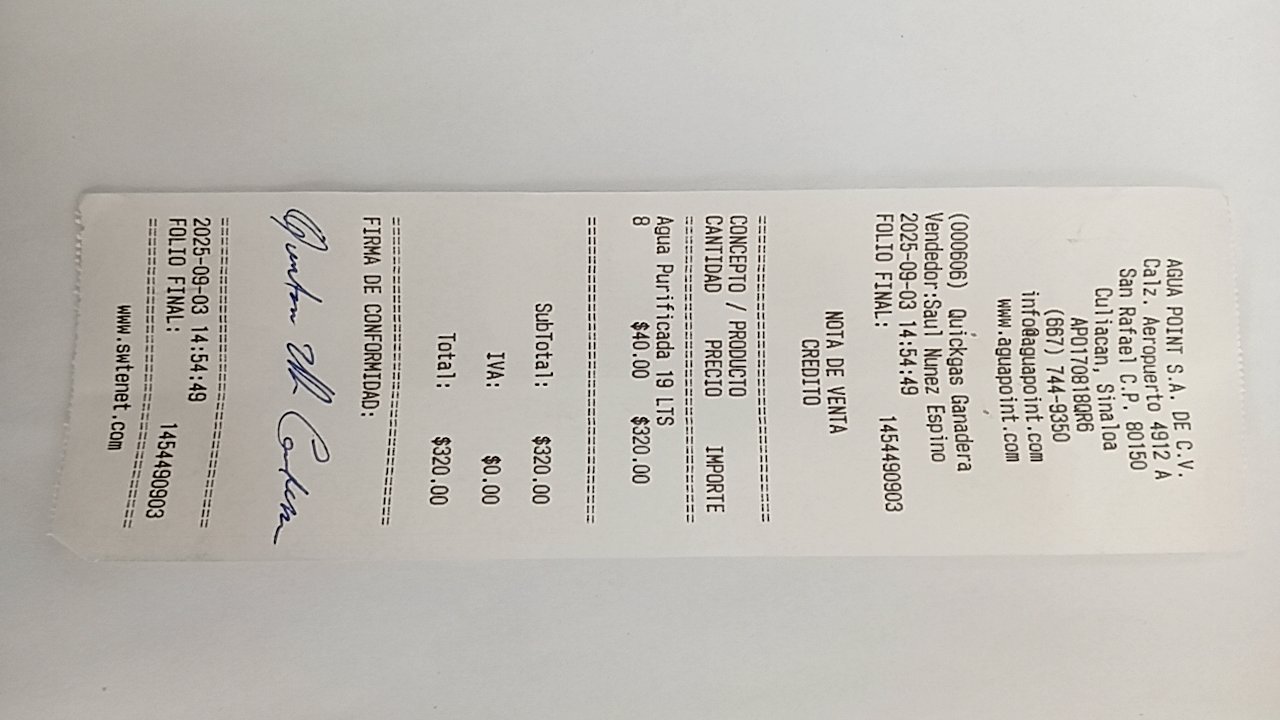 AGUA POINT S.A. DE C.V.
Calz. Aeropuerto 4912 A
San Rafael C.P. 80150
Culiacan, Sinaloa
APO170818QR6
(667) 744-9350
info@aguapoint.com
www.aguapoint.com
(000606) Quickgas Ganadera
Vendedor:Saul Nunez Espino
2025-09-03 14:54:49
FOLIO FINAL: 1454490903
NOTA DE VENTA
CREDITO
================================
CONCEPTO / PRODUCTO
CANTIDAD PRECIO IMPORTE
================================
Agua Purificada 19 LTS
8 $40.00 $320.00
================================
SubTotal: $320.00
IVA: $0.00
Total: $320.00
================================
FIRMA DE CONFORMIDAD:
================================
2025-09-03 14:54:49
FOLIO FINAL: 1454490903
================================
www.swtenet.com